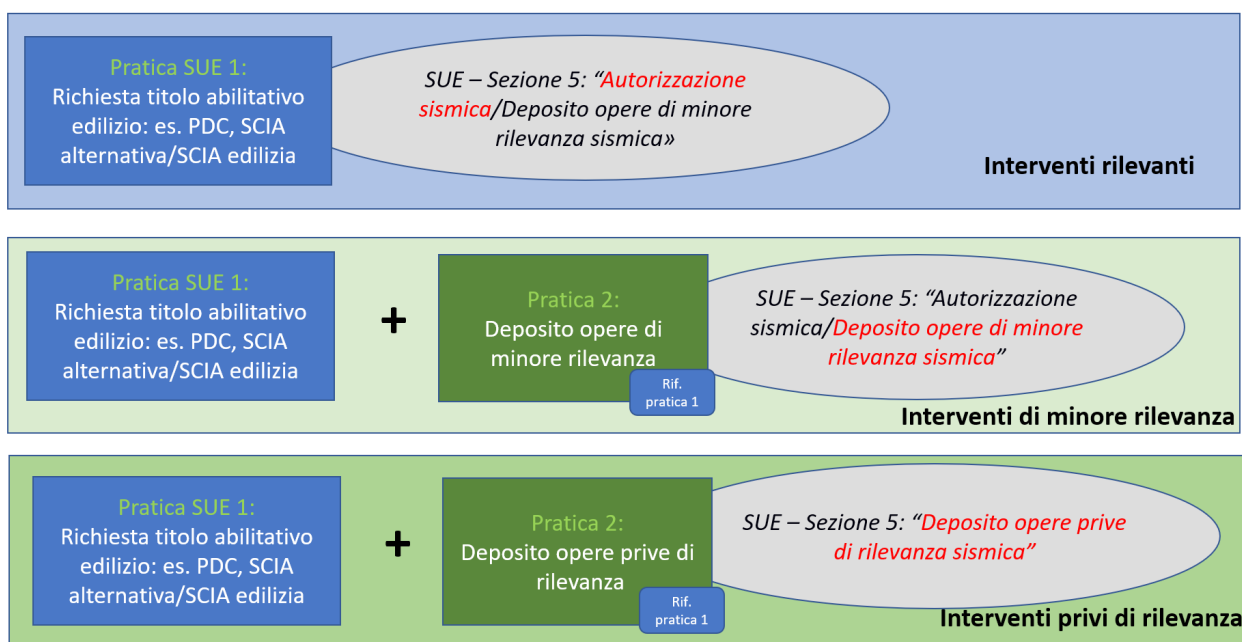 Pratica SUE 1:
Richiesta titolo abilitativo
edilizio: es. PDC, SCIA
alternativa/SCIA edilizia
SUE – Sezione 5: “Autorizzazione
sismica/Deposito opere di minore
rilevanza sismica»
Interventi rilevanti
Pratica SUE 1:
Richiesta titolo abilitativo
edilizio: es. PDC, SCIA
alternativa/SCIA edilizia
+
Pratica 2:
Deposito opere di
minore rilevanza
Rif.
pratica 1
SUE – Sezione 5: “Autorizzazione
sismica/Deposito opere di minore
rilevanza sismica”
Interventi di minore rilevanza
Pratica SUE 1:
Richiesta titolo abilitativo
edilizio: es. PDC, SCIA
alternativa/SCIA edilizia
+
Pratica 2:
Deposito opere prive di
rilevanza
Rif.
pratica 1
SUE – Sezione 5: “Deposito opere prive
di rilevanza sismica”
Interventi privi di rilevanza